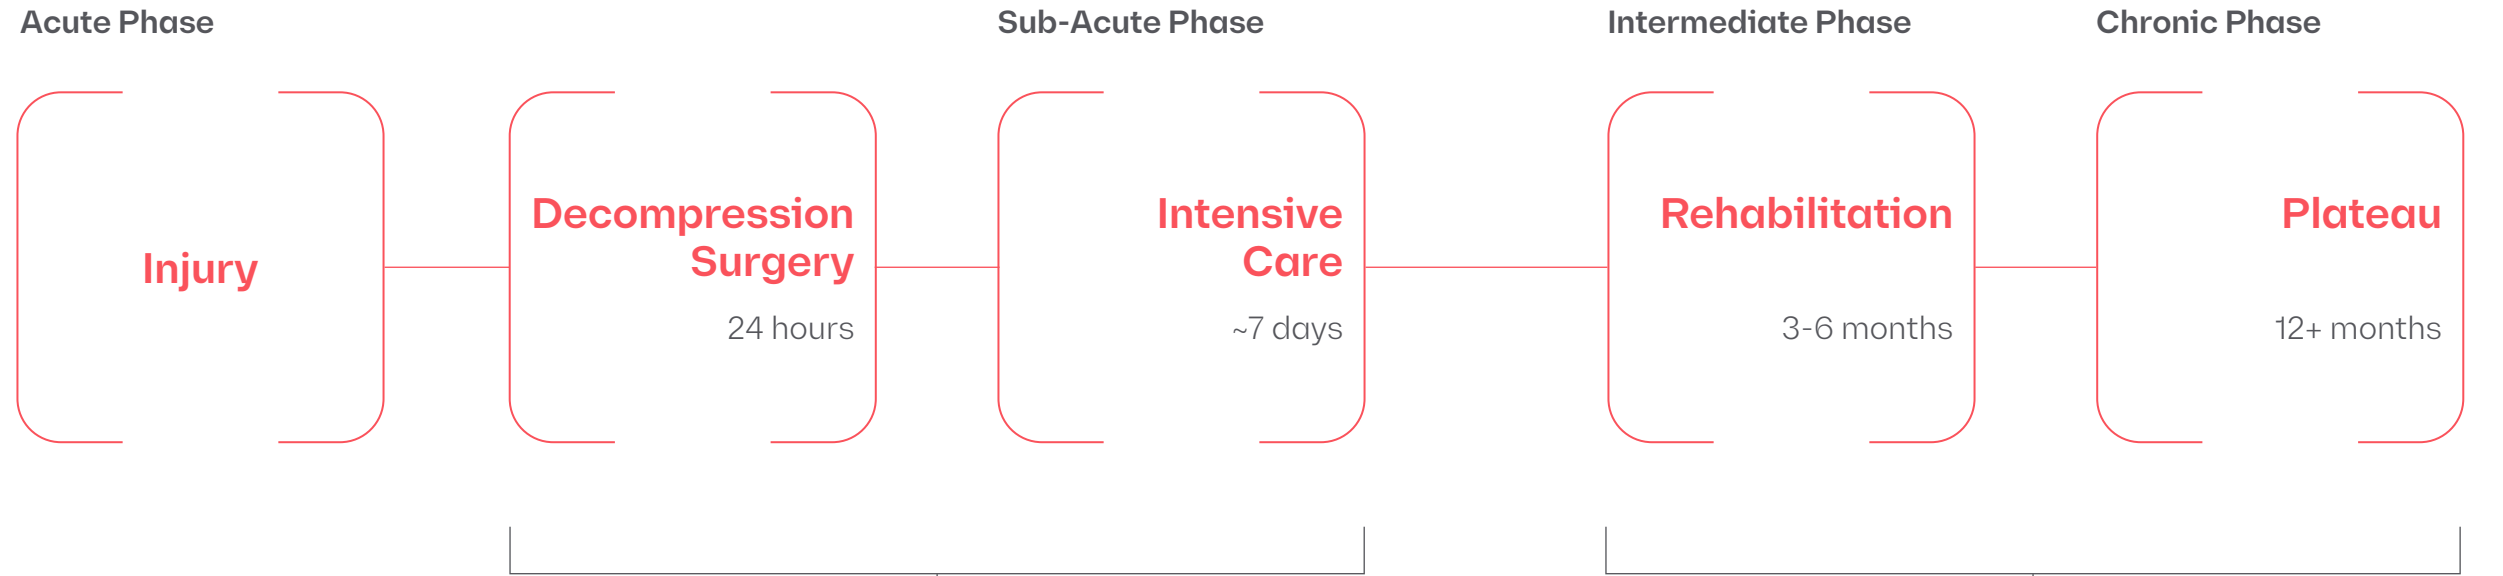 Acute Phase
Sub-Acute Phase
Intermediate Phase
Chronic Phase
Injury
Decompression
Surgery
24 hours
Intensive
Care
~7 days
Rehabilitation
3-6 months
Plateau
12+ months